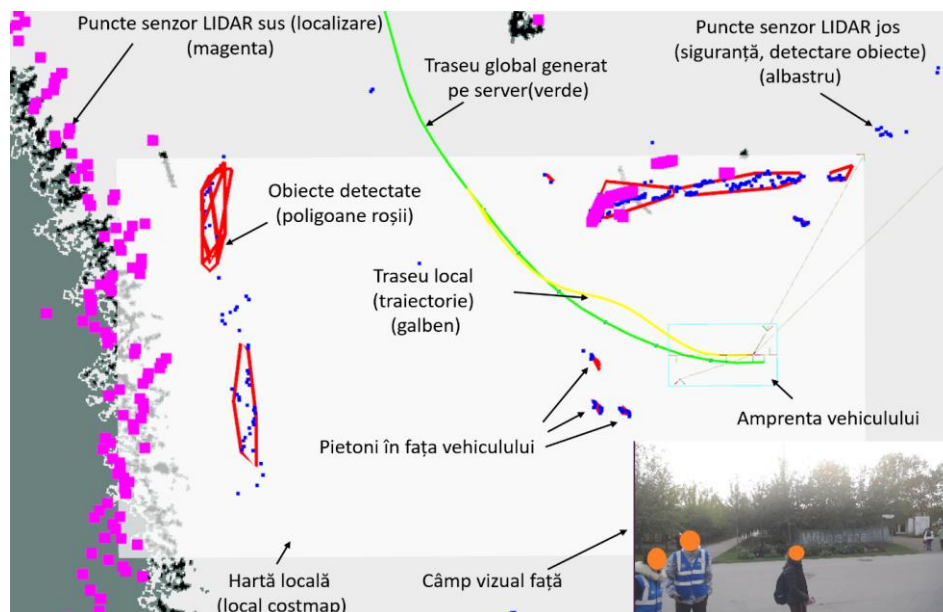 Puncte senzor LIDAR sus (localizare)
(magenta)
Traseu global generat
pe server(verde)
Puncte senzor LIDAR jos
(siguranță, detectare obiecte)
(albastru)
Obiecte detectate
(poligoane roșii)
Traseu local
(traiectorie)
(galben)
Pietoni în fața vehiculului
Amprenta vehiculului
Hartă locală
(local costmap)
Câmp vizual față